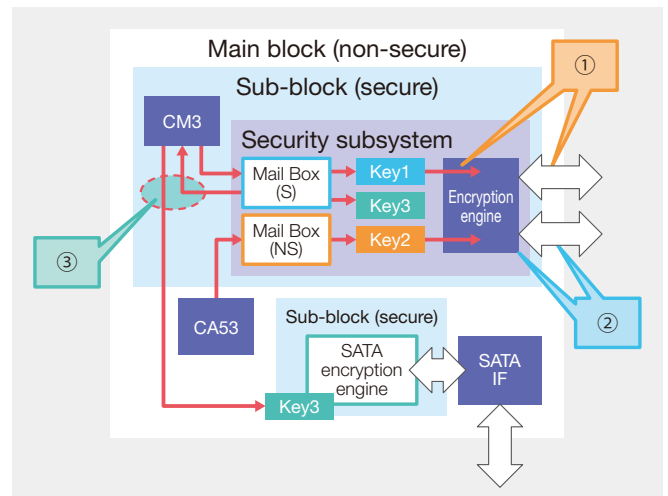 Main block (non-secure)
①
Sub-block (secure)
CM3
Security subsystem
Mail Box
(S)
Key1
Key3
Encryption
engine
Mail Box
(NS)
Key2
③
②
CA53
Sub-block (secure)
SATA
encryption
engine
SATA
IF
Key3